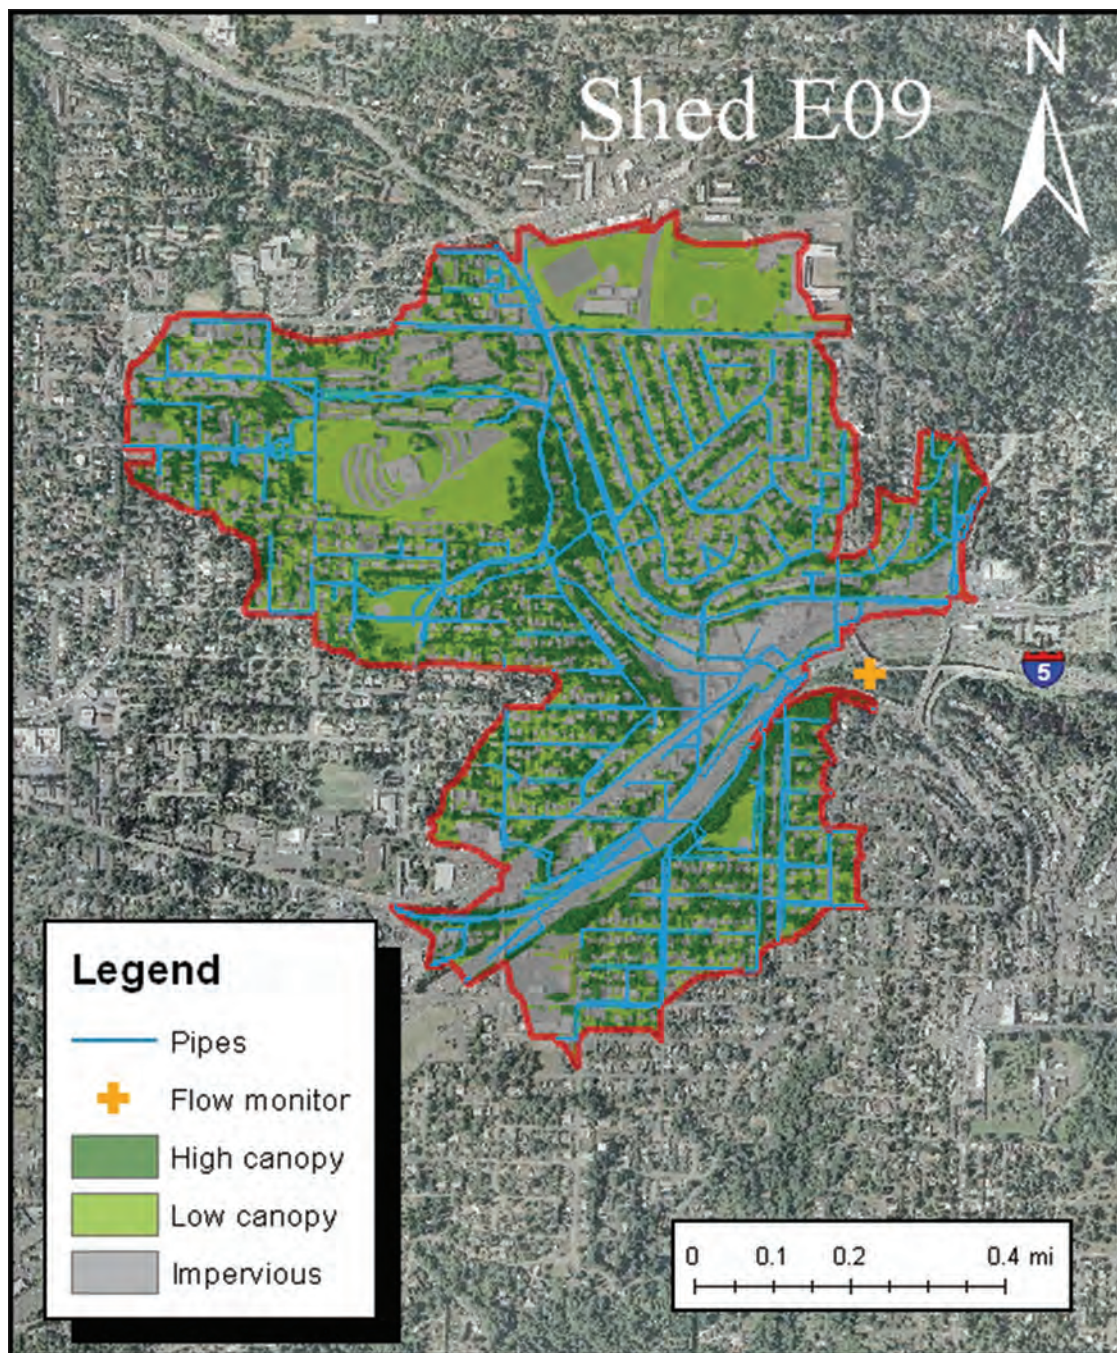 N
Shed E09
5
Legend
Pipes
Flow monitor
High canopy
Low canopy
Impervious
0 0.1 0.2 0.4 mi